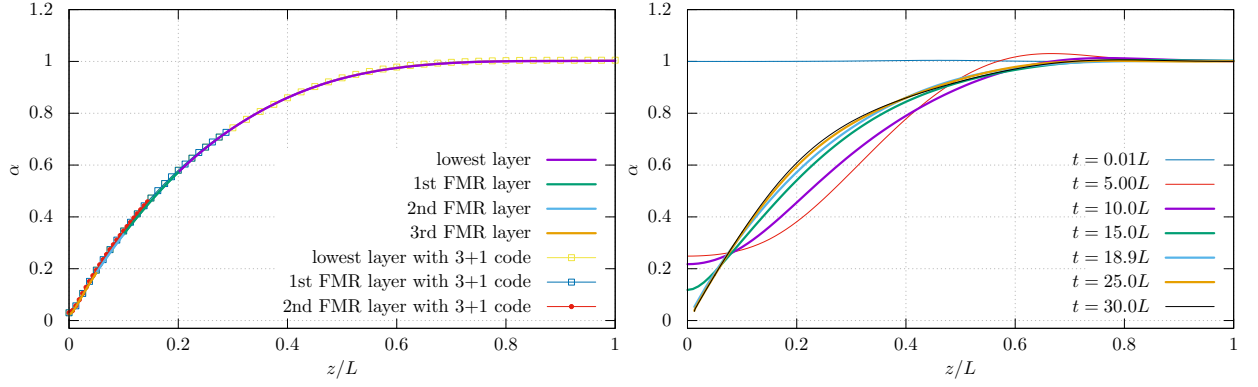 1.2
1
0.8
0.6
0.4
0.2
0
α
0
0.2
0.4
0.6
0.8
1
z/L
lowest layer
1st FMR layer
2nd FMR layer
3rd FMR layer
lowest layer with 3+1 code
1st FMR layer with 3+1 code
2nd FMR layer with 3+1 code
1.2
1
0.8
0.6
0.4
0.2
0
α
0
0.2
0.4
0.6
0.8
1
z/L
t = 0.01L
t = 5.00L
t = 10.0L
t = 15.0L
t = 18.9L
t = 25.0L
t = 30.0L